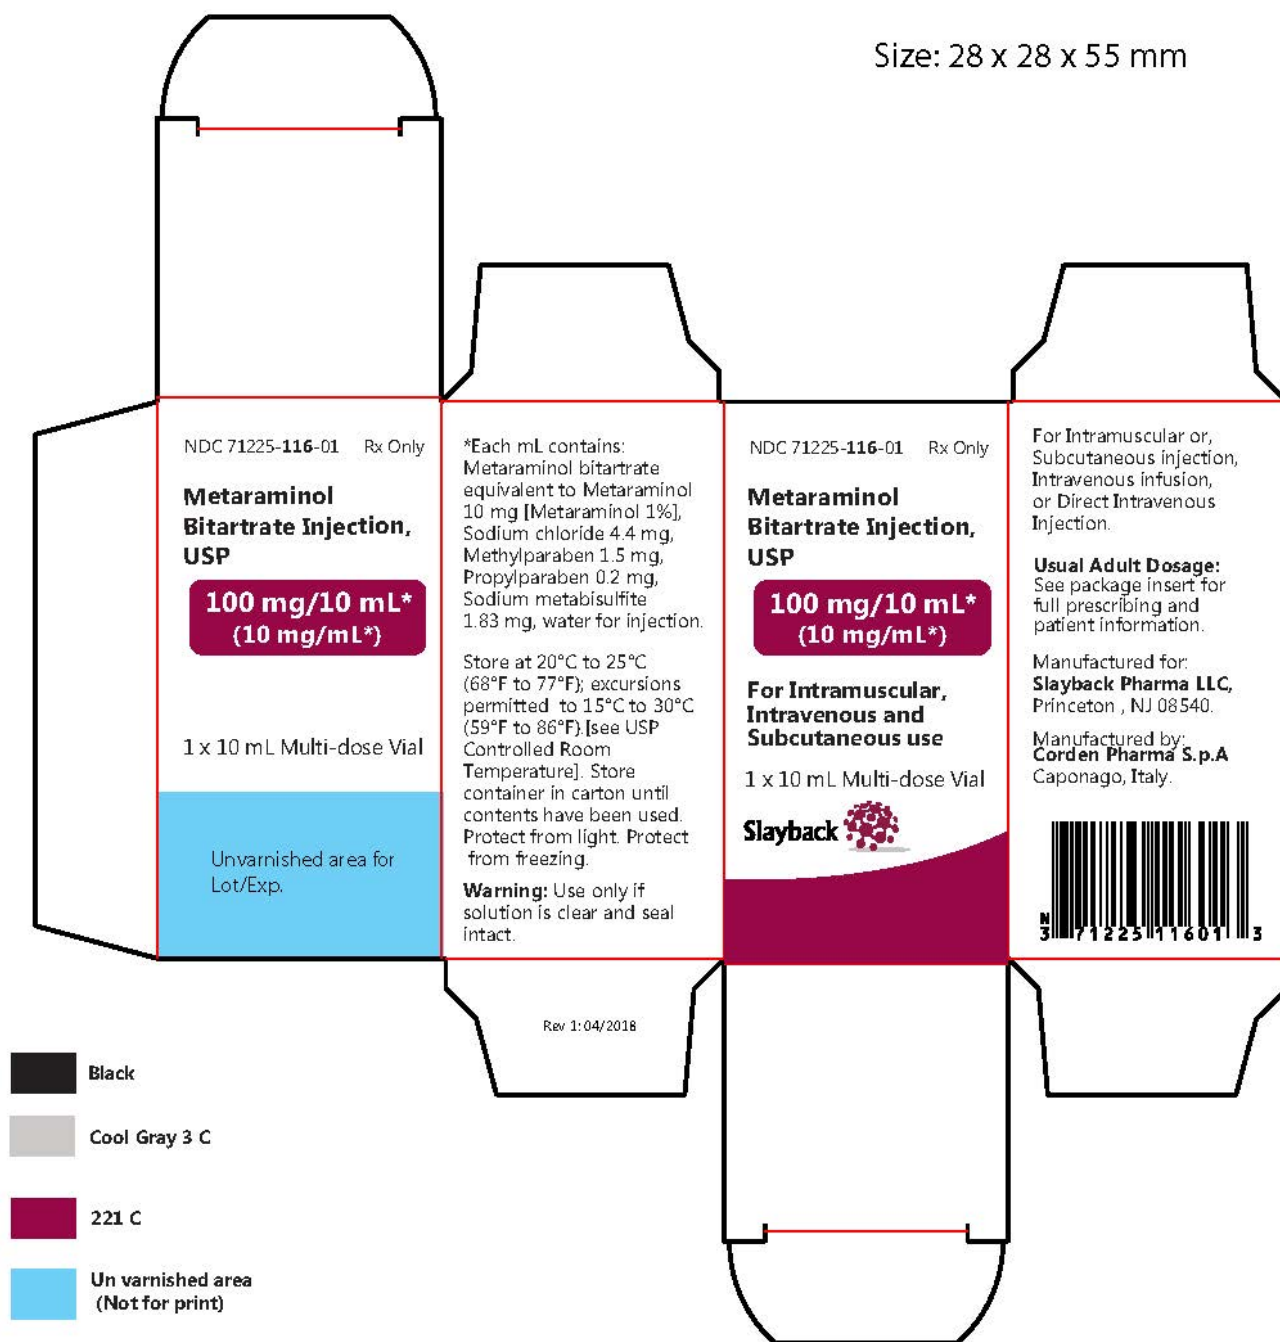 Size: 28 x 28 x 55 mm
NDC 71225-116-01 Rx Only
Metaraminol
Bitartrate Injection,
USP
100 mg/10 mL*
(10 mg/mL*)
1 x 10 mL Multi-dose Vial
Unvarnished area for
Lot/Exp.
*Each mL contains:
Metaraminol bitartrate
equivalent to Metaraminol
10 mg [Metaraminol 1%],
Sodium chloride 4.4 mg,
Methylparaben 1.5 mg,
Propylparaben 0.2 mg,
Sodium metabisulfite
1.83 mg, water for injection.
Store at 20°C to 25°C
(68°F to 77°F); excursions
permitted to 15°C to 30°C
(59°F to 86°F).[see USP
Controlled Room
Temperature]. Store
container in carton until
contents have been used.
Protect from light. Protect
from freezing.
Warning: Use only if
solution is clear and seal
intact.
Rev 1:04/2018
NDC 71225-116-01 Rx Only
Metaraminol
Bitartrate Injection,
USP
100 mg/10 mL*
(10 mg/mL*)
For Intramuscular,
Intravenous and
Subcutaneous use
1 x 10 mL Multi-dose Vial
Slayback
For Intramuscular or,
Subcutaneous injection,
Intravenous infusion,
or Direct Intravenous
Injection.
Usual Adult Dosage:
See package insert for
full prescribing and
patient information.
Manufactured for:
Slayback Pharma LLC,
Princeton , NJ 08540.
Manufactured by:
Corden Pharma S.p.A
Caponago, Italy.
N
3 71225 11601 3
Black
Cool Gray 3 C
221 C
Un varnished area
(Not for print)